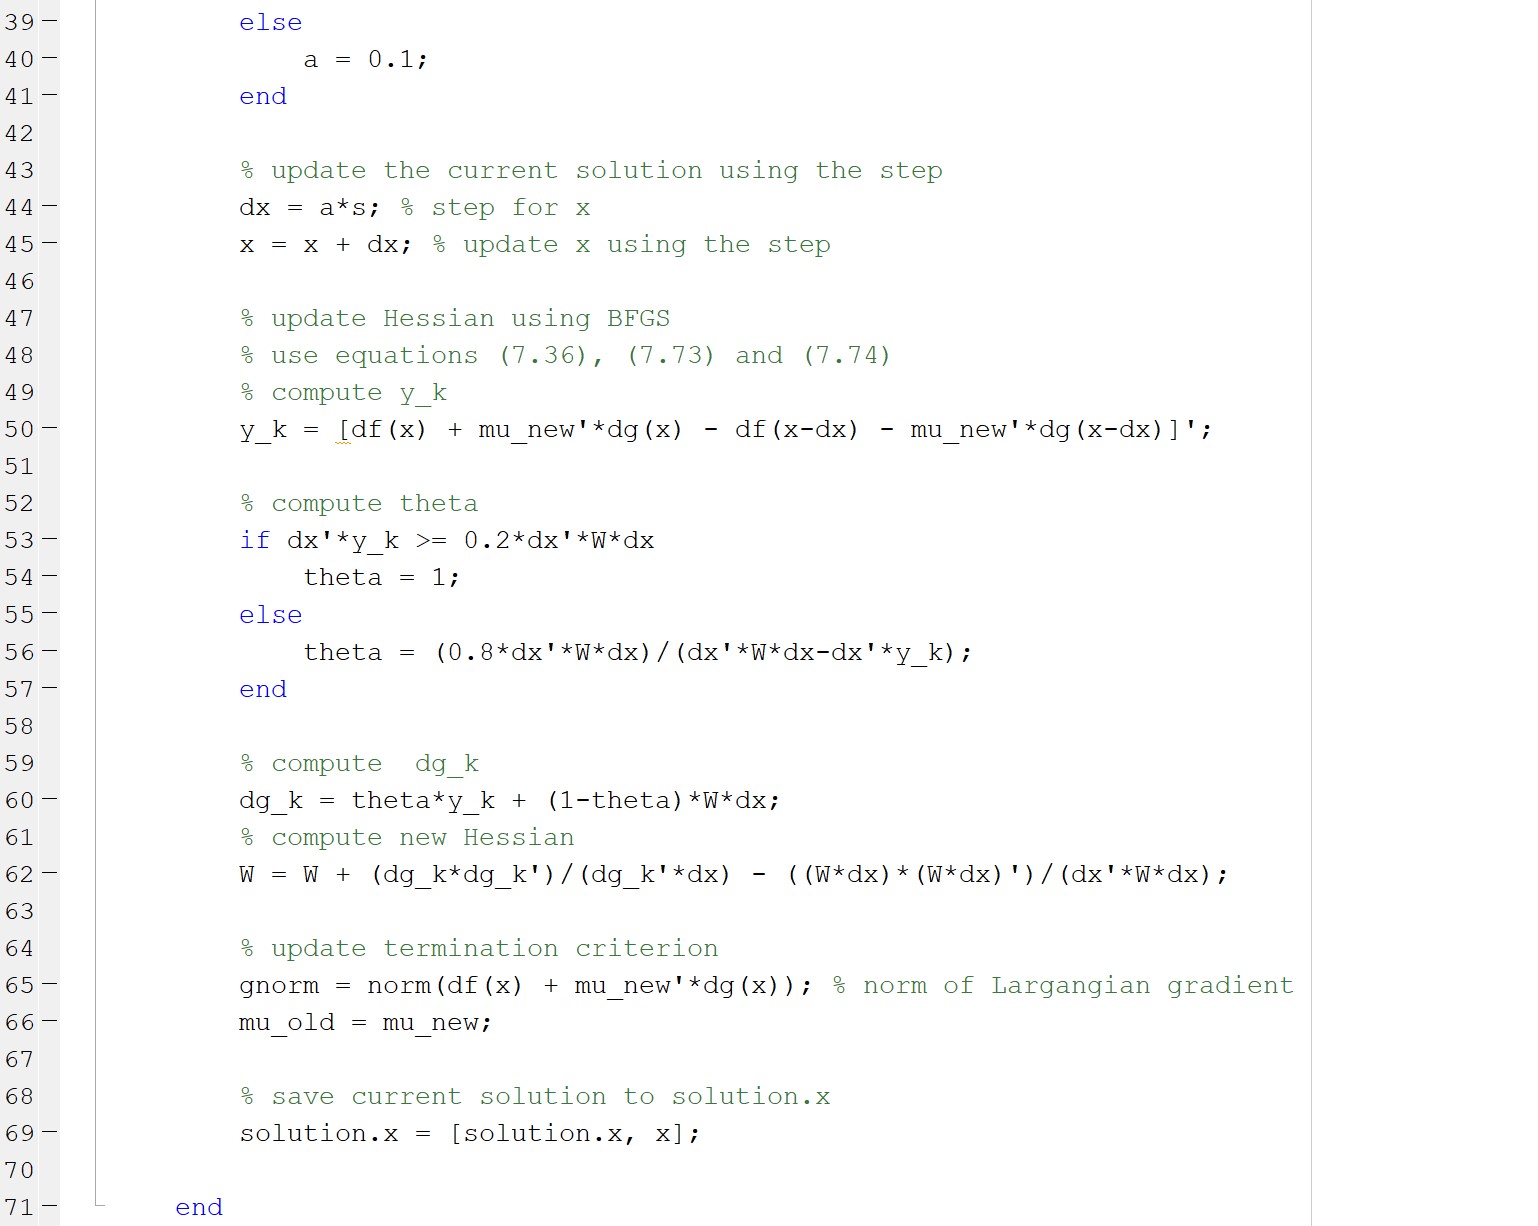 39 else
40 a = 0.1;
41 end
42
43 % update the current solution using the step
44 dx = a*s; % step for x
45 x = x + dx; % update x using the step
46
47 % update Hessian using BFGS
48 % use equations (7.36), (7.73) and (7.74)
49 % compute y_k
50 y_k = [df(x) + mu_new'*dg(x) - df(x-dx) - mu_new'*dg(x-dx)]';
51
52 % compute theta
53 if dx'*y_k >= 0.2*dx'*W*dx
54 theta = 1;
55 else
56 theta = (0.8*dx'*W*dx)/(dx'*W*dx-dx'*y_k);
57 end
58
59 % compute  dg_k
60 dg_k = theta*y_k + (1-theta)*W*dx;
61 % compute new Hessian
62 W = W + (dg_k*dg_k')/(dg_k'*dx) - ((W*dx)*(W*dx)')/(dx'*W*dx);
63
64 % update termination criterion
65 gnorm = norm(df(x) + mu_new'*dg(x)); % norm of Largangian gradient
66 mu_old = mu_new;
67
68 % save current solution to solution.x
69 solution.x = [solution.x, x];
70
71 end